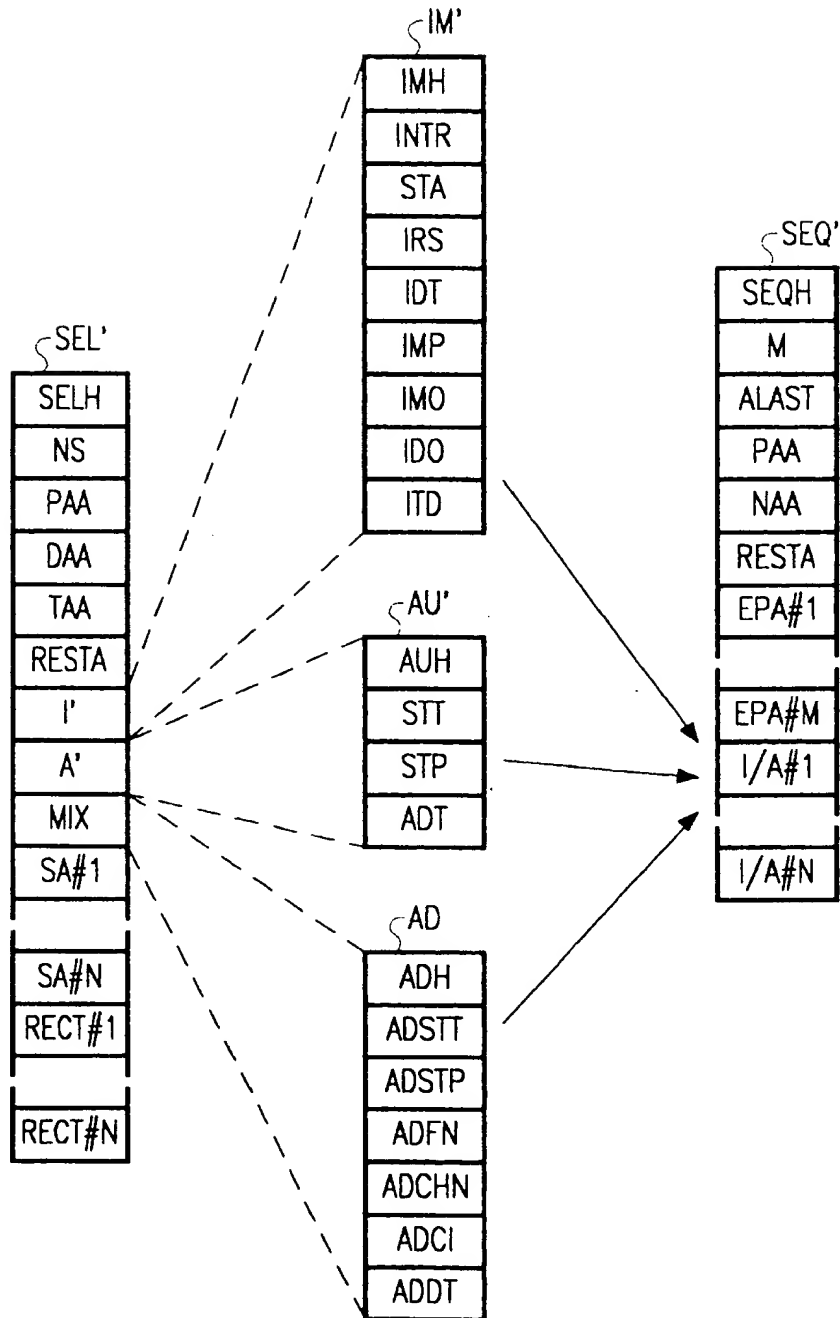 IM'
IMH
INTR
STA
IRS
IDT
IMP
IMO
IDO
ITD
SEQ'
SEQH
M
ALAST
PAA
NAA
RESTA
EPA#1
EPA#M
I/A#1
I/A#N
SEL'
SELH
NS
PAA
DAA
TAA
RESTA
I'
A'
MIX
SA#1
SA#N
RECT#1
RECT#N
AU'
AUH
STT
STP
ADT
AD
ADH
ADSTT
ADSTP
ADFN
ADCHN
ADCI
ADDT